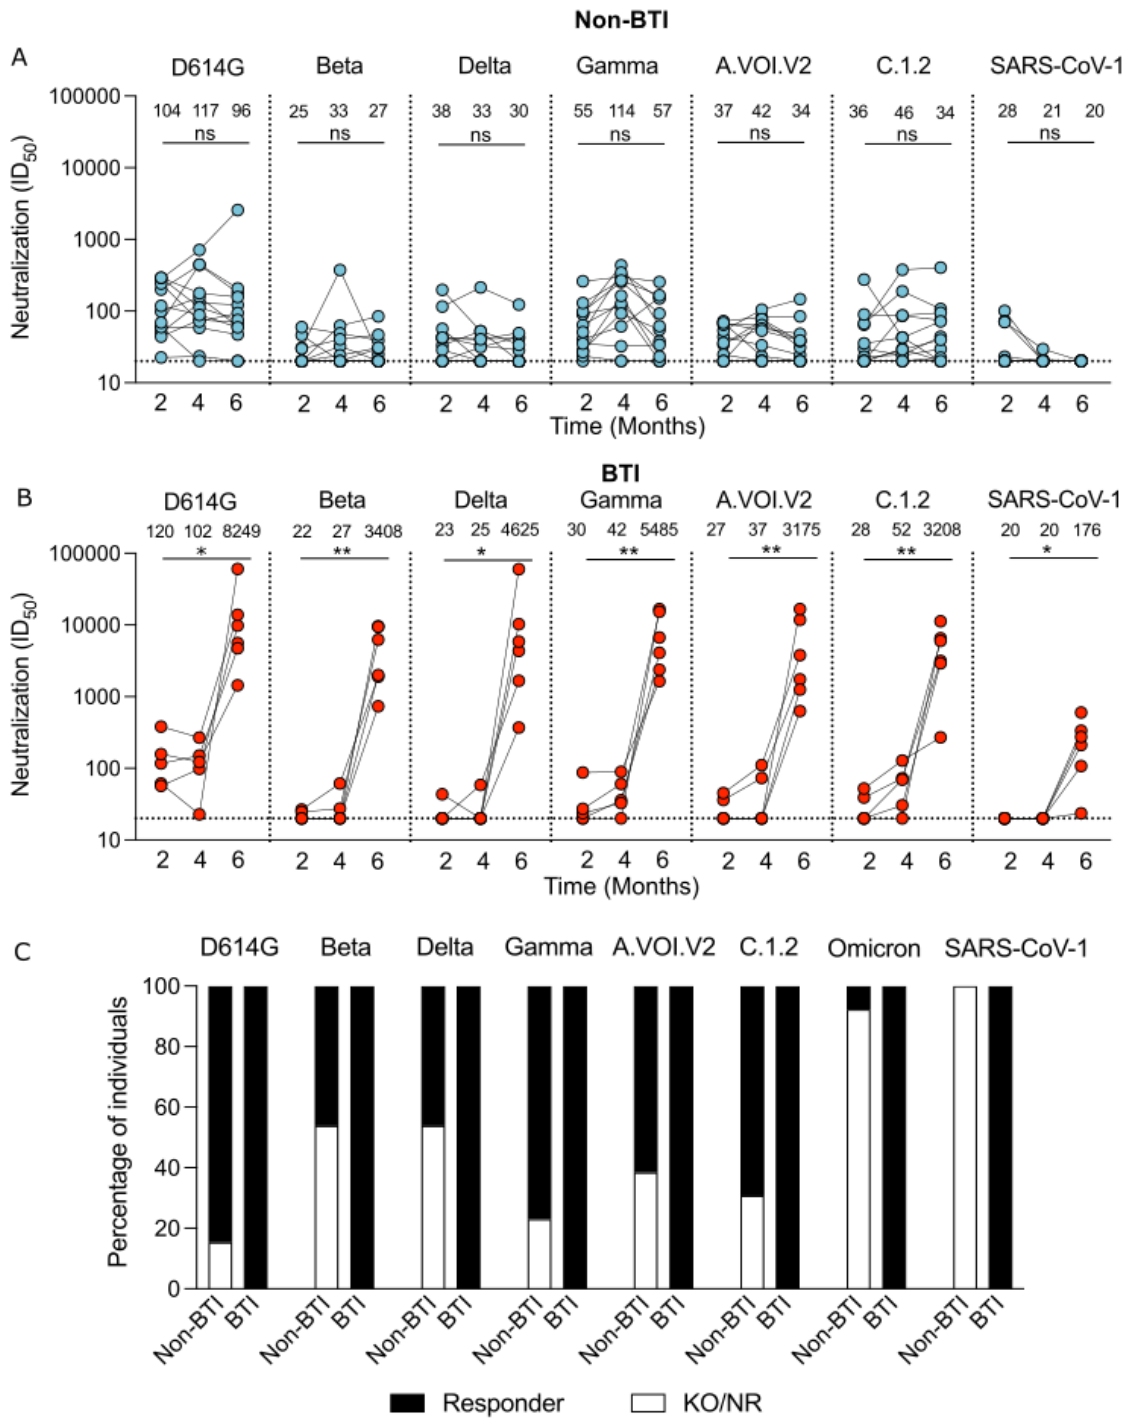 Non-BTI
A
D614G Beta Delta Gamma A.VOI.V2 C.1.2 SARS-CoV-1
100000
104 117 96 25 33 27 38 33 30 55 114 57 37 42 34 36 46 34 28 21 20
ns ns ns ns ns ns ns
10000
1000
100
10
Neutralization (ID50)
2 4 6 2 4 6 2 4 6 2 4 6 2 4 6 2 4 6 2 4 6
Time (Months)
BTI
B
D614G Beta Delta Gamma A.VOI.V2 C.1.2 SARS-CoV-1
120 102 8249 22 27 3408 23 25 4625 30 42 5485 27 37 3175 28 52 3208 20 20 176
100000
* ** * ** ** ** *
10000
1000
100
10
Neutralization (ID50)
2 4 6 2 4 6 2 4 6 2 4 6 2 4 6 2 4 6 2 4 6
Time (Months)
C
D614G Beta Delta Gamma A.VOI.V2 C.1.2 Omicron SARS-CoV-1
100
80
60
40
20
0
Percentage of individuals
Non-BTI BTI Non-BTI BTI Non-BTI BTI Non-BTI BTI Non-BTI BTI Non-BTI BTI Non-BTI BTI Non-BTI BTI
Responder KO/NR